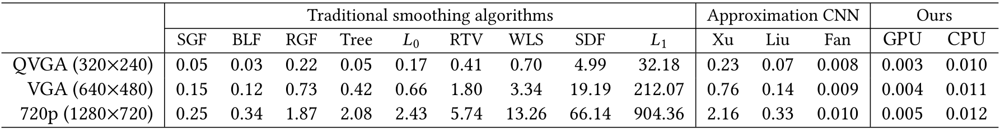 Traditional smoothing algorithms Approximation CNN Ours
SGF BLF RGF Tree L0 RTV WLS SDF L1 Xu Liu Fan GPU CPU
QVGA (320×240) 0.05 0.03 0.22 0.05 0.17 0.41 0.70 4.99 32.18 0.23 0.07 0.008 0.003 0.010
VGA (640×480) 0.15 0.12 0.73 0.42 0.66 1.80 3.34 19.19 212.07 0.76 0.14 0.009 0.004 0.011
720p (1280×720) 0.25 0.34 1.87 2.08 2.43 5.74 13.26 66.14 904.36 2.16 0.33 0.010 0.005 0.012